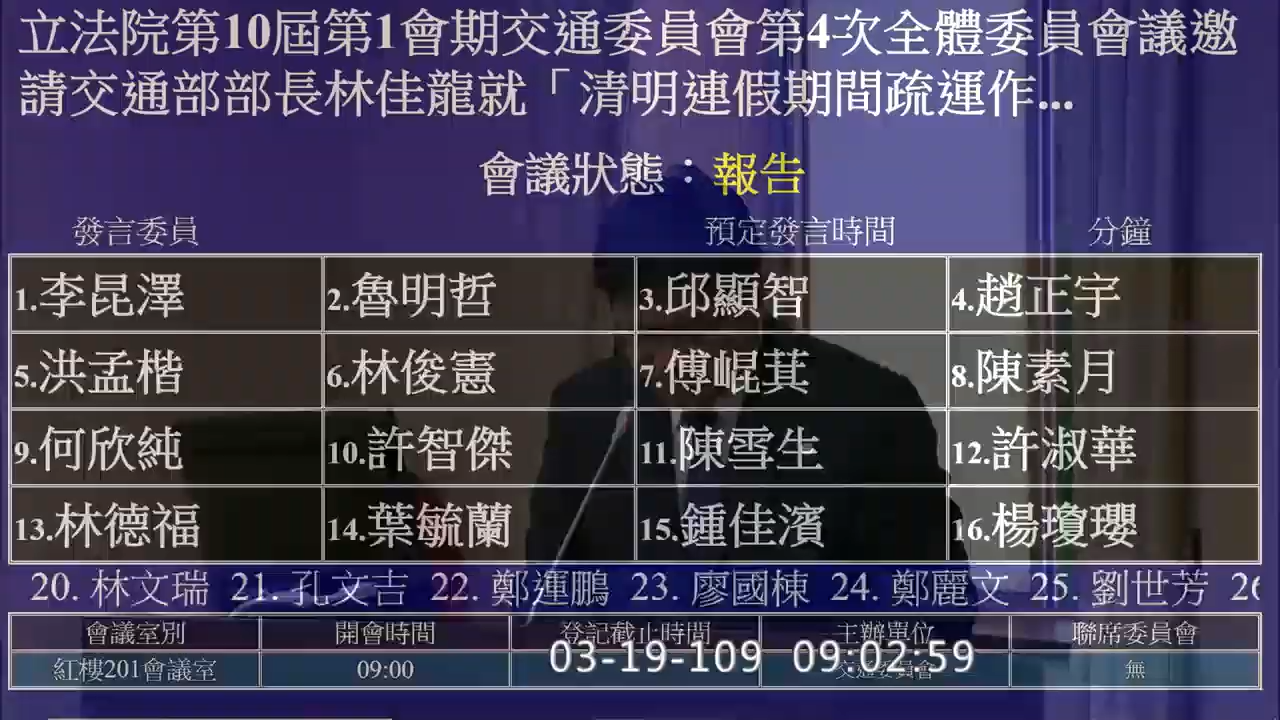 立法院第10屆第1會期交通委員會第4次全體委員會議邀
請交通部部長林佳龍就「清明連假期間疏運作...
會議狀態：報告
發言委員 預定發言時間 分鐘
1.李昆澤 2.魯明哲 3.邱顯智 4.趙正宇
5.洪孟楷 6.林俊憲 7.傅崐萁 8.陳素月
9.何欣純 10.許智傑 11.陳雪生 12.許淑華
13.林德福 14.葉毓蘭 15.鍾佳濱 16.楊瓊瓔
20. 林文瑞 21. 孔文吉 22. 鄭運鵬 23. 廖國棟 24. 鄭麗文 25. 劉世芳 26
會議室別 開會時間 登記截止時間 主辦單位 聯席委員會
紅樓201會議室 09:00 交通委員會 無
03-19-109 09:02:59